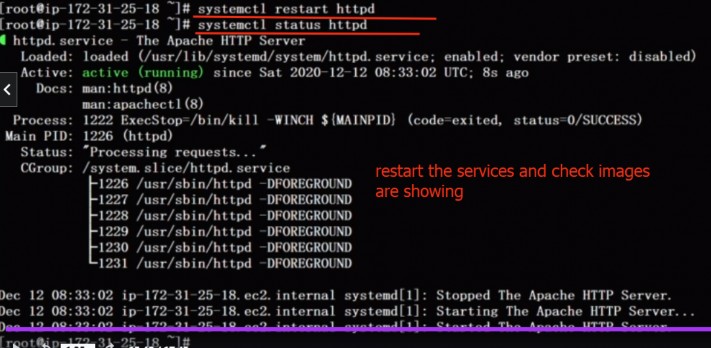 [root@ip-172-31-25-18 ~]# systemctl restart httpd
[root@ip-172-31-25-18 ~]# systemctl status httpd
httpd.service - The Apache HTTP Server
Loaded: loaded (/usr/lib/systemd/system/httpd.service; enabled; vendor preset: disabled)
Active: active (running) since Sat 2020-12-12 08:33:02 UTC; 8s ago
Docs: man:httpd(8)
man:apachectl(8)
Process: 1222 ExecStop=/bin/kill -WINCH ${MAINPID} (code=exited, status=0/SUCCESS)
Main PID: 1226 (httpd)
Status: "Processing requests..."
CGroup: /system.slice/httpd.service
├─1226 /usr/sbin/httpd -DFOREGROUND
├─1227 /usr/sbin/httpd -DFOREGROUND
├─1228 /usr/sbin/httpd -DFOREGROUND
├─1229 /usr/sbin/httpd -DFOREGROUND
├─1230 /usr/sbin/httpd -DFOREGROUND
└─1231 /usr/sbin/httpd -DFOREGROUND
restart the services and check images
are showing
Dec 12 08:33:02 ip-172-31-25-18.ec2.internal systemd[1]: Stopped The Apache HTTP Server.
Dec 12 08:33:02 ip-172-31-25-18.ec2.internal systemd[1]: Starting The Apache HTTP Server...
Dec 12 08:33:02 ip-172-31-25-18.ec2.internal systemd[1]: Started The Apache HTTP Server
[root@ip-172-31-25-18 ~]#